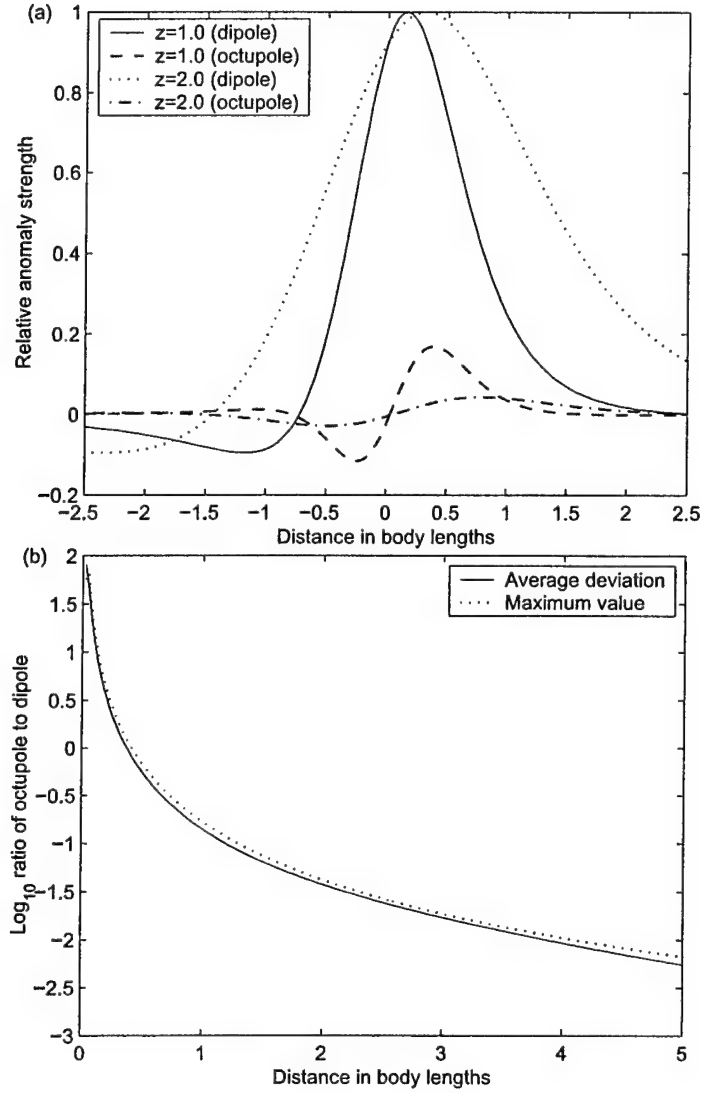 (a)
z=1.0 (dipole)
z=1.0 (octupole)
z=2.0 (dipole)
z=2.0 (octupole)
Relative anomaly strength
1
0.8
0.6
0.4
0.2
0
−0.2
−2.5 −2 −1.5 −1 −0.5 0 0.5 1 1.5 2 2.5
Distance in body lengths
(b)
Average deviation
Maximum value
Log10 ratio of octupole to dipole
2
1.5
1
0.5
0
−0.5
−1
−1.5
−2
−2.5
−3
0 1 2 3 4 5
Distance in body lengths